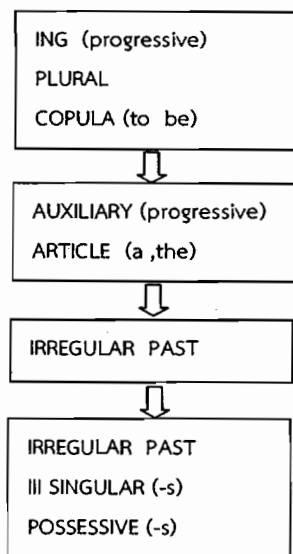 ING (progressive)
PLURAL
COPULA (to be)
AUXILIARY (progressive)
ARTICLE (a ,the)
IRREGULAR PAST
IRREGULAR PAST
III SINGULAR (-s)
POSSESSIVE (-s)